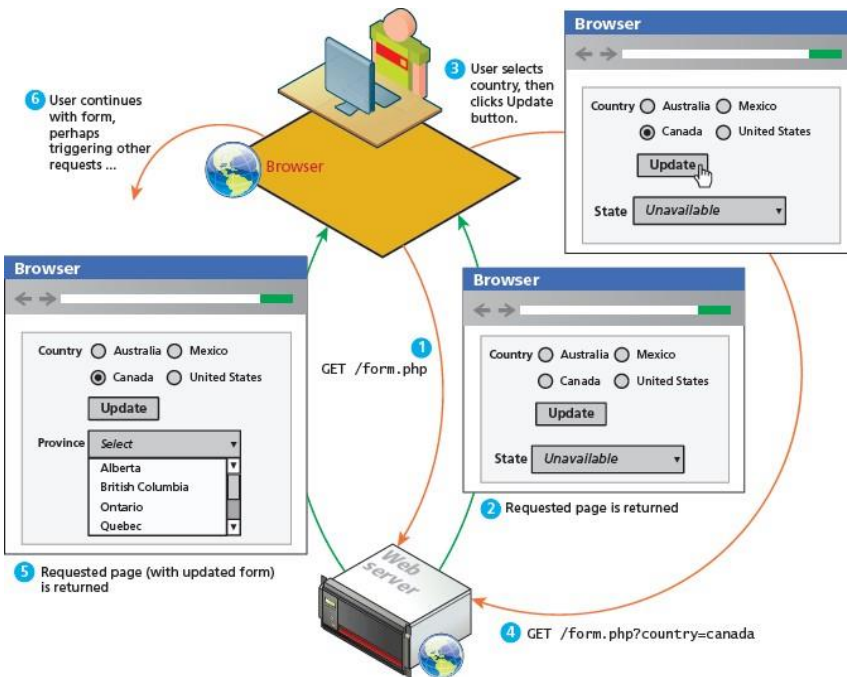 6 User continues
with form,
perhaps
triggering other
requests ...
Browser
3 User selects
country, then
clicks Update
button.
Browser
Country Australia Mexico
Canada United States
Update
State Unavailable
1
GET /form.php
Browser
Country Australia Mexico
Canada United States
Update
State Unavailable
2 Requested page is returned
Browser
Country Australia Mexico
Canada United States
Update
Province Select
Alberta
British Columbia
Ontario
Quebec
5 Requested page (with updated form)
is returned
Web
server
4 GET /form.php?country=canada